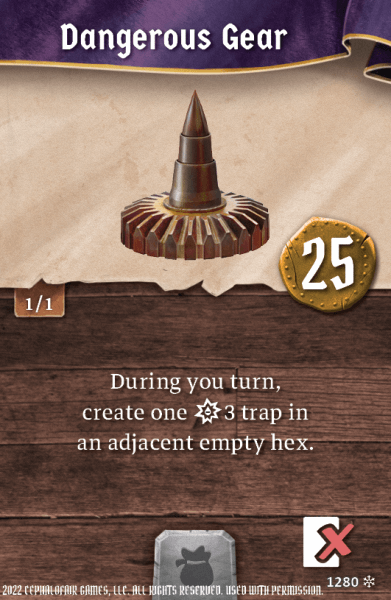 Dangerous Gear
25
1/1
During you turn,
create one 3 trap in
an adjacent empty hex.
1280
2022 CEPHALOFAIR GAMES, LLC. ALL RIGHTS RESERVED. USED WITH PERMISSION.